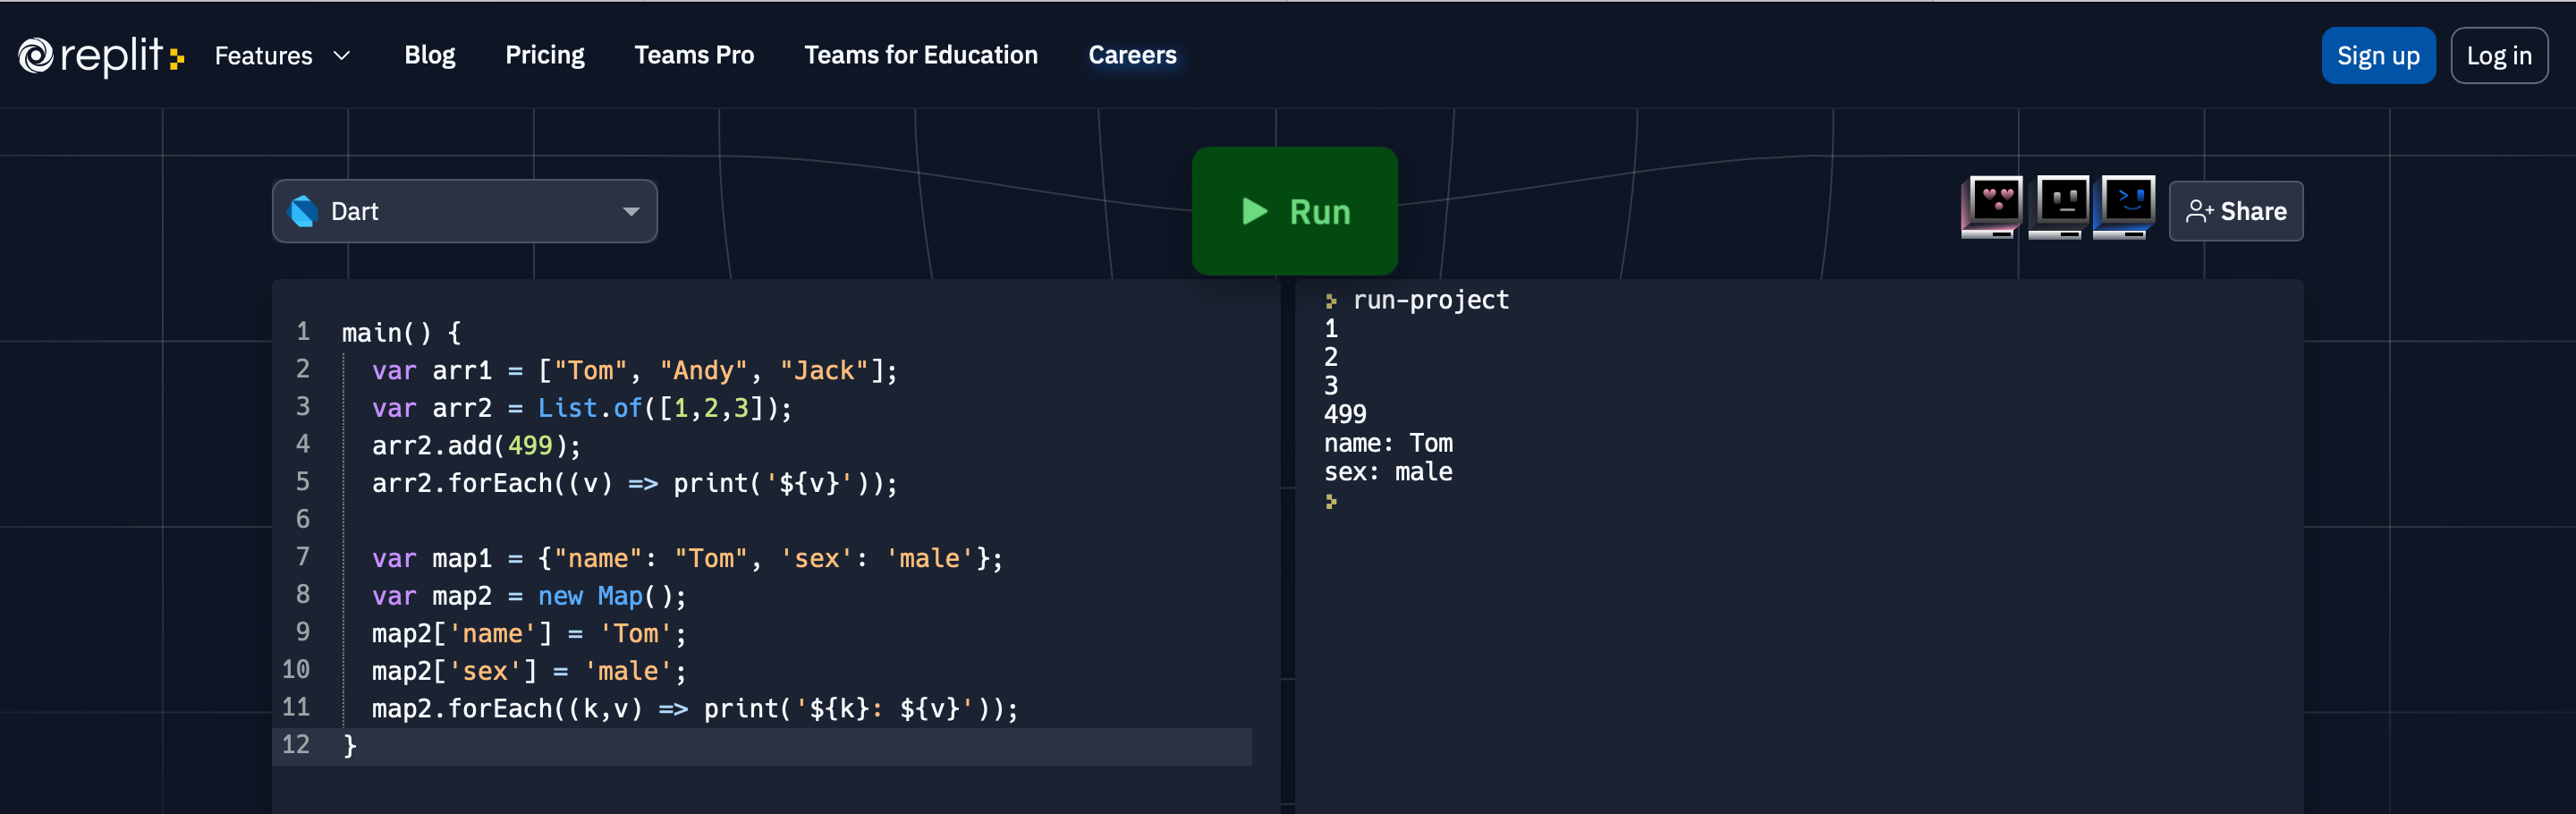 replit Features Blog Pricing Teams Pro Teams for Education Careers Sign up Log in
Dart Run Share
1 main() {
2   var arr1 = ["Tom", "Andy", "Jack"];
3   var arr2 = List.of([1,2,3]);
4   arr2.add(499);
5   arr2.forEach((v) => print('${v}'));
6
7   var map1 = {"name": "Tom", 'sex': 'male'};
8   var map2 = new Map();
9   map2['name'] = 'Tom';
10   map2['sex'] = 'male';
11   map2.forEach((k,v) => print('${k}: ${v}'));
12 }
run-project
1
2
3
499
name: Tom
sex: male